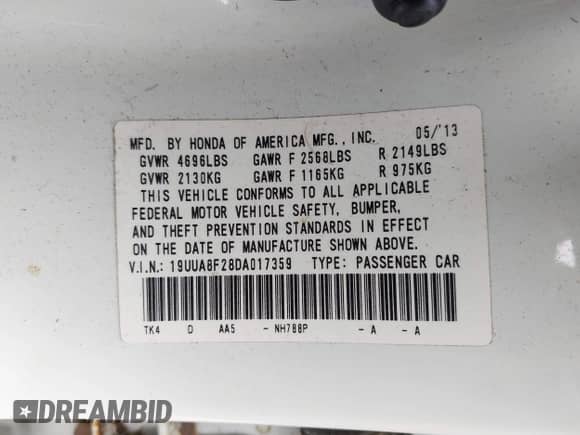 MFD. BY HONDA OF AMERICA MFG., INC. 05/'13
GVWR 4696LBS GAWR F 2568LBS R 2149LBS
GVWR 2130KG GAWR F 1165KG R 975KG
THIS VEHICLE CONFORMS TO ALL APPLICABLE
FEDERAL MOTOR VEHICLE SAFETY, BUMPER,
AND THEFT PREVENTION STANDARDS IN EFFECT
ON THE DATE OF MANUFACTURE SHOWN ABOVE.
V.I.N.: 19UUA8F28DA017359 TYPE: PASSENGER CAR
TK4 D AA5 - NH788P - A - A
DREAMBID